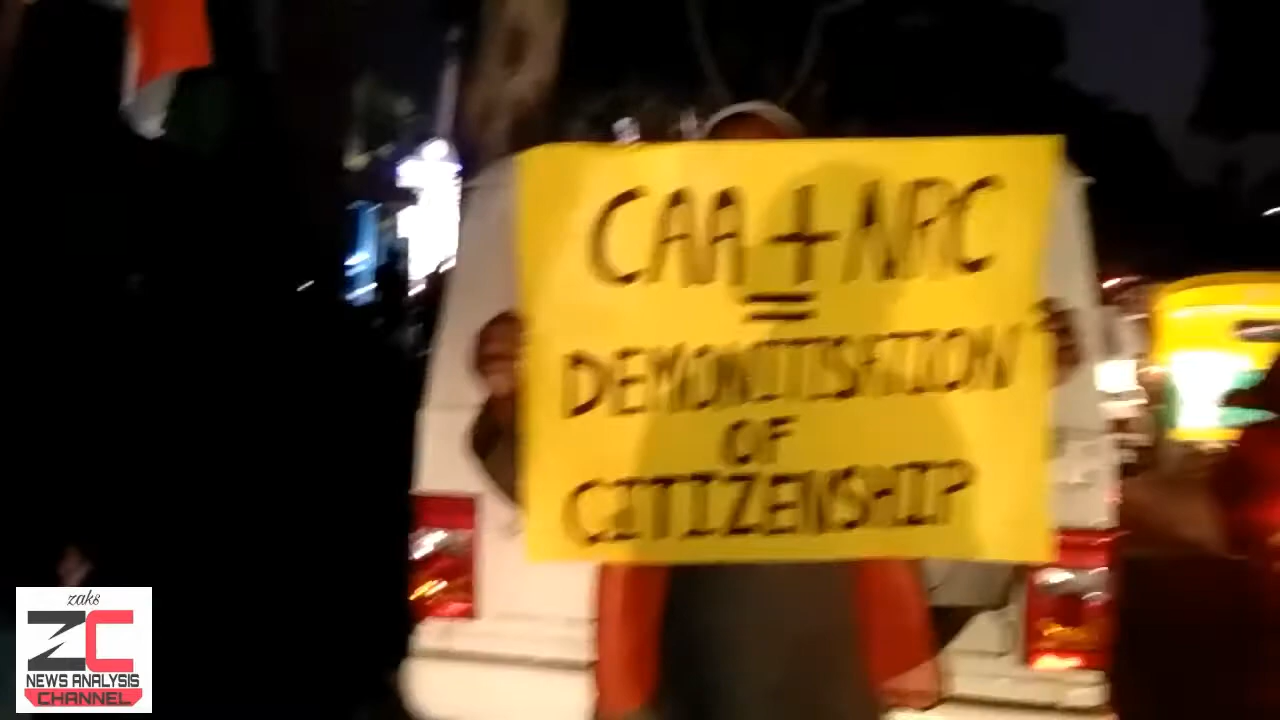 CAA + NRC
=
DEMONITISATION
OF
CITIZENSHIP
zaks
ZC
NEWS ANALYSIS
CHANNEL